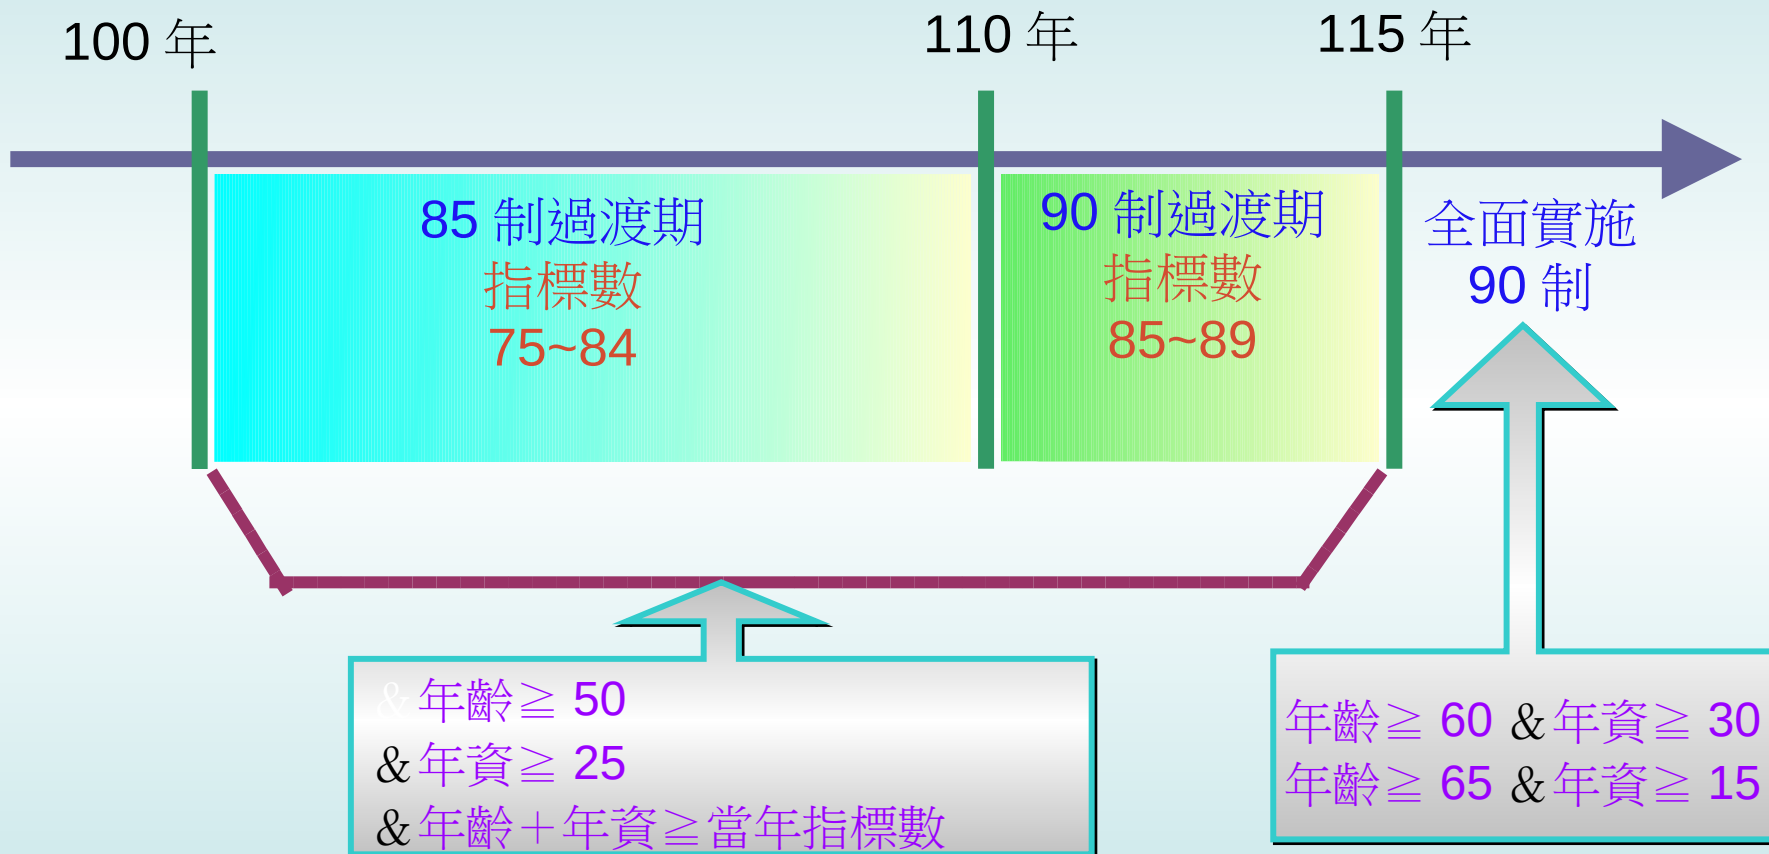 100 年
110 年
115 年
85 制過渡期
指標數
75~84
90 制過渡期
指標數
85~89
全面實施
90 制
&年齡≧ 50
&年資≧ 25
&年齡＋年資≧當年指標數
年齡≧ 60 &年資≧ 30
年齡≧ 65 &年資≧ 15